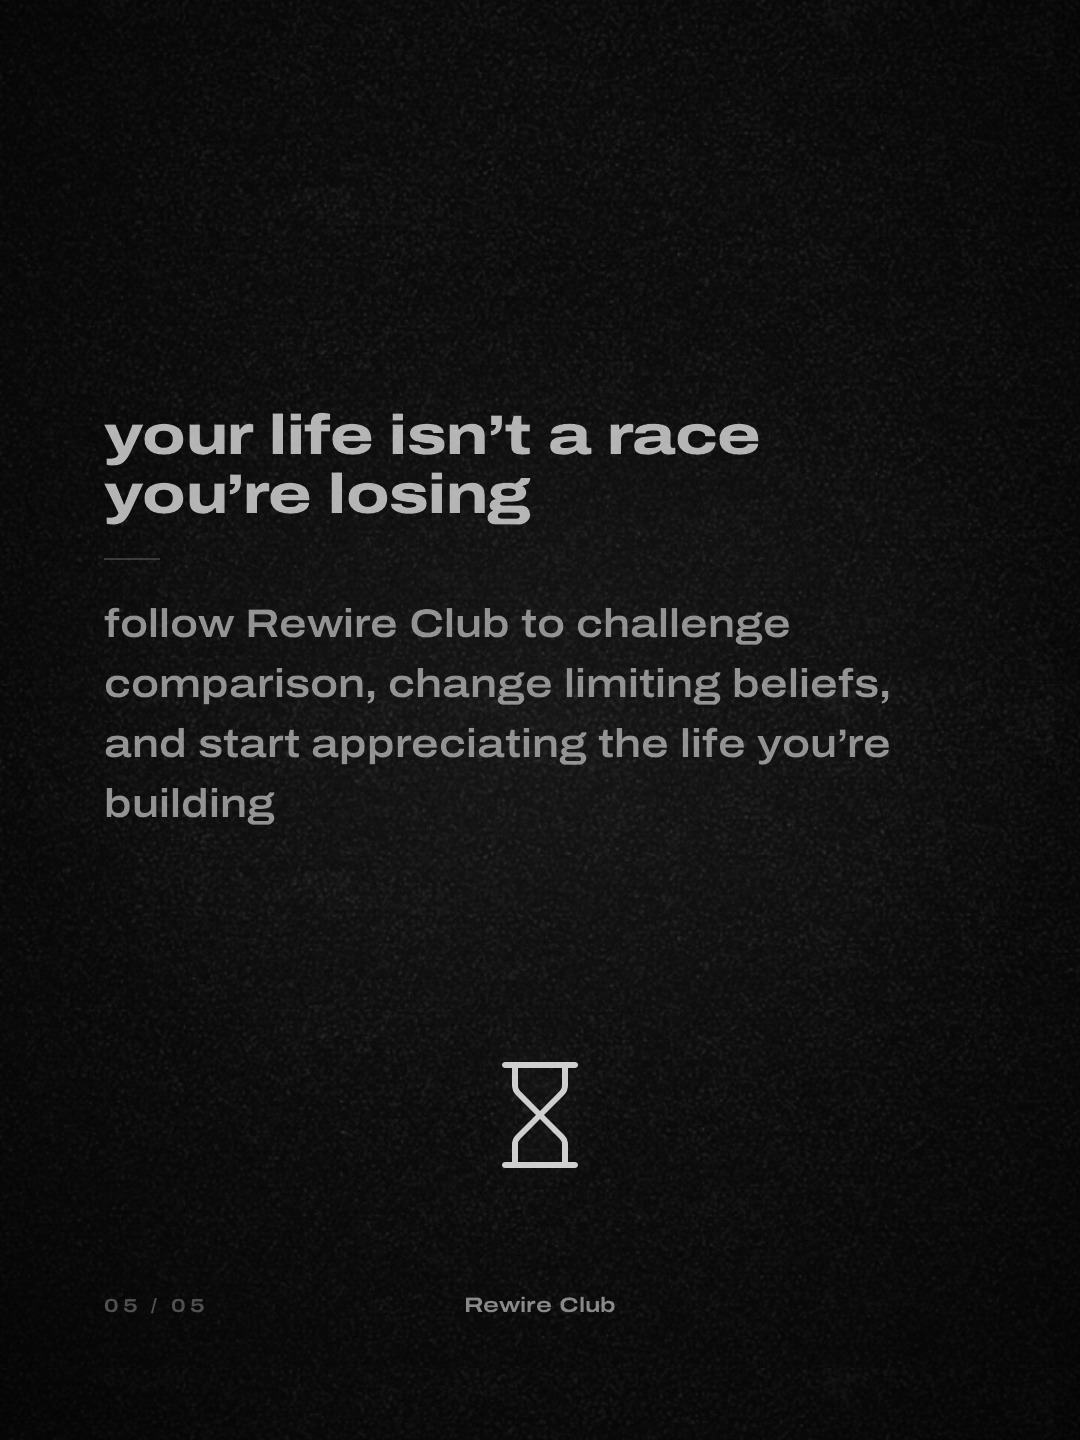 your life isn’t a race
you’re losing
follow Rewire Club to challenge
comparison, change limiting beliefs,
and start appreciating the life you’re
building
05 / 05
Rewire Club